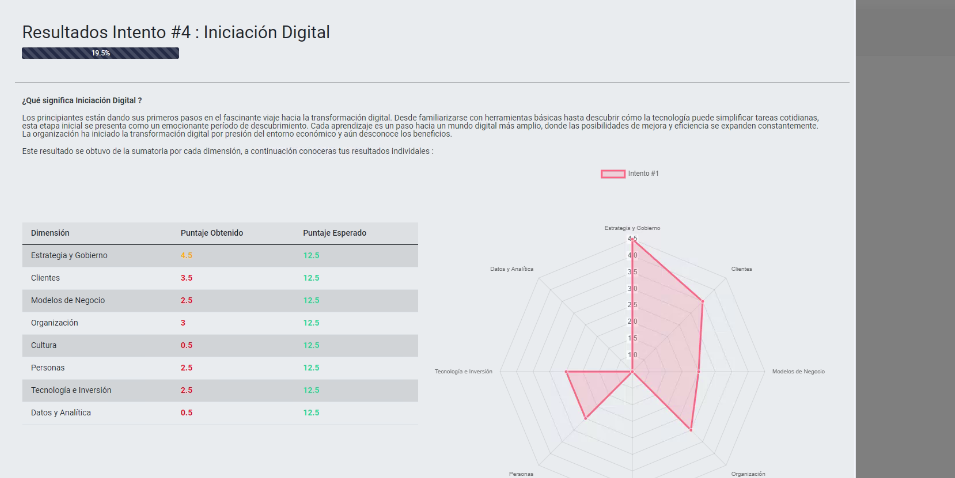 Resultados Intento #4 : Iniciación Digital
19.5%
¿Qué significa Iniciación Digital ?
Los principiantes están dando sus primeros pasos en el fascinante viaje hacia la transformación digital. Desde familiarizarse con herramientas básicas hasta descubrir cómo la tecnología puede simplificar tareas cotidianas,
esta etapa inicial se presenta como un emocionante período de descubrimiento. Cada aprendizaje es un paso hacia un mundo digital más amplio, donde las posibilidades de mejora y eficiencia se expanden constantemente.
La organización ha iniciado la transformación digital por presión del entorno económico y aún desconoce los beneficios.
Este resultado se obtuvo de la sumatoria por cada dimensión, a continuación conoceras tus resultados individales :
Dimensión Puntaje Obtenido Puntaje Esperado
Estrategia y Gobierno 4.5 12.5
Clientes 3.5 12.5
Modelos de Negocio 2.5 12.5
Organización 3 12.5
Cultura 0.5 12.5
Personas 2.5 12.5
Tecnología e Inversión 2.5 12.5
Datos y Analítica 0.5 12.5
Intento #1
Estrategia y Gobierno
4.5
4.0
3.5
3.0
2.5
2.0
1.5
1.0
Datos y Analítica
Clientes
Tecnología e Inversión
Modelos de Negocio
Personas
Organización